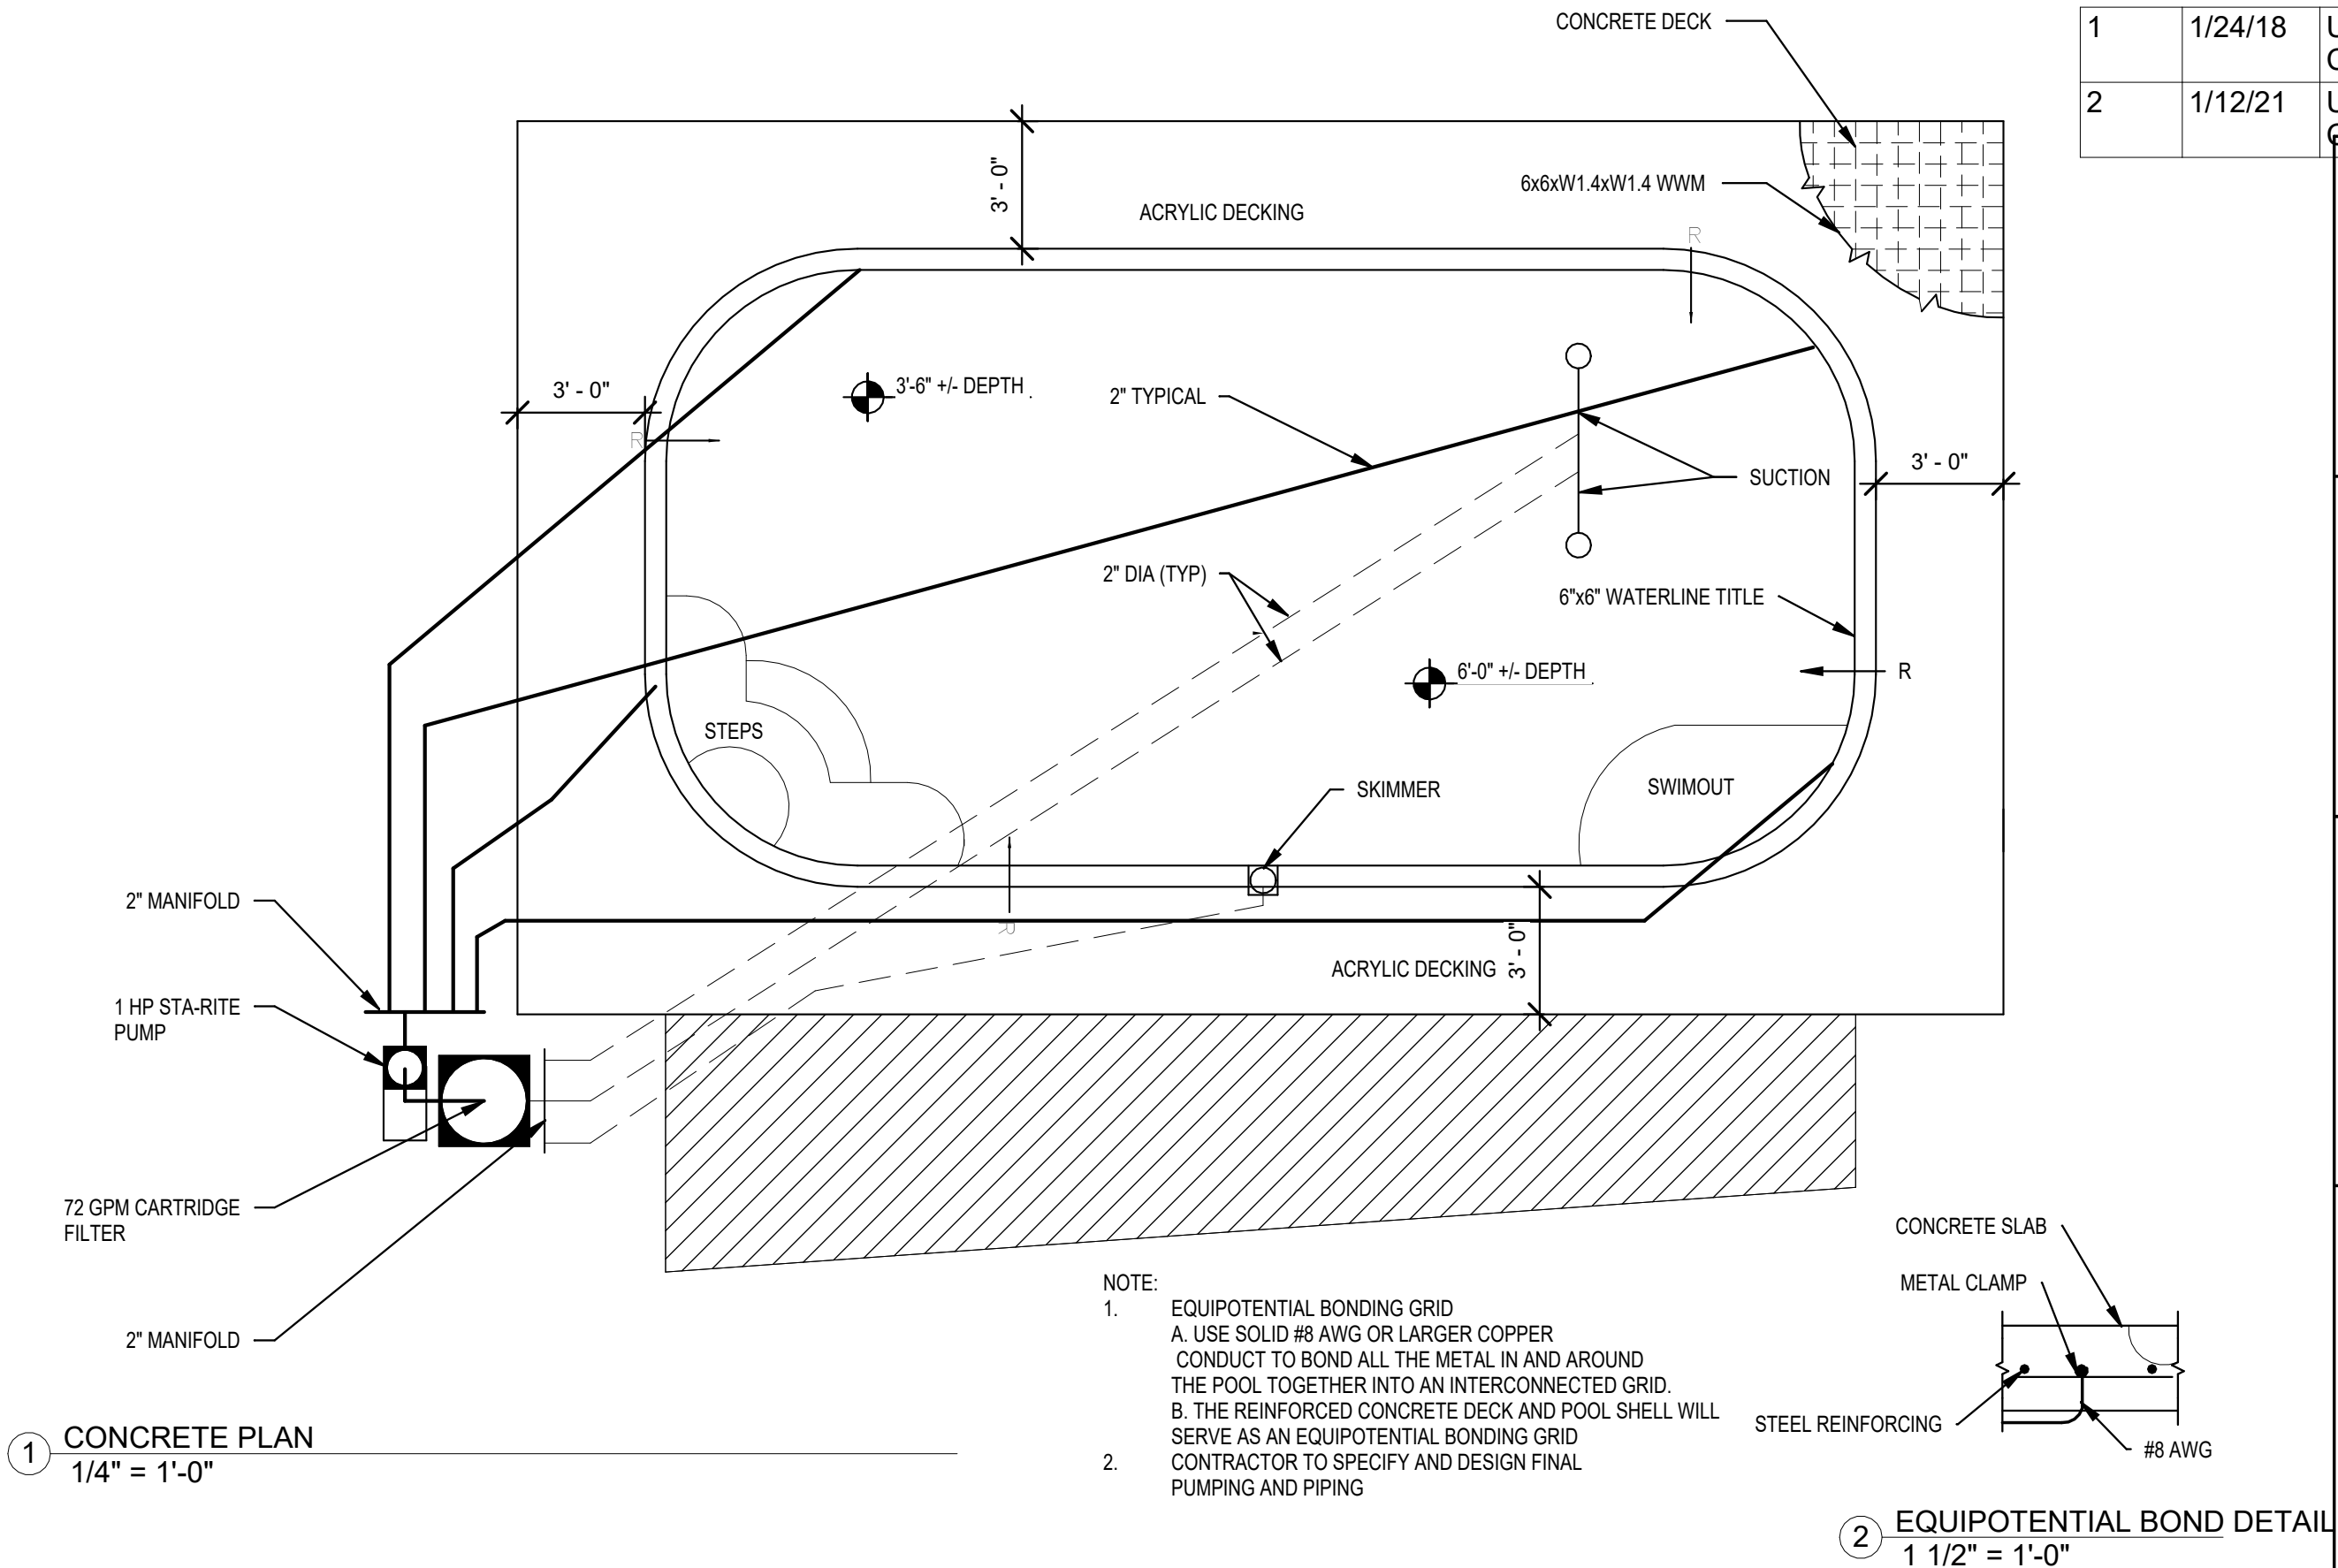 CONCRETE DECK
1 1/24/18
2 1/12/21
3' - 0"
ACRYLIC DECKING
6x6xW1.4xW1.4 WWM
R
3' - 0"
3'-6" +/- DEPTH
2" TYPICAL
R
3' - 0"
SUCTION
2" DIA (TYP)
6"x6" WATERLINE TITLE
6'-0" +/- DEPTH
R
STEPS
SKIMMER
SWIMOUT
2" MANIFOLD
R
3' - 0"
ACRYLIC DECKING
1 HP STA-RITE
PUMP
72 GPM CARTRIDGE
FILTER
2" MANIFOLD
CONCRETE SLAB
METAL CLAMP
STEEL REINFORCING
#8 AWG
NOTE:
1. EQUIPOTENTIAL BONDING GRID
A. USE SOLID #8 AWG OR LARGER COPPER
CONDUCT TO BOND ALL THE METAL IN AND AROUND
THE POOL TOGETHER INTO AN INTERCONNECTED GRID.
B. THE REINFORCED CONCRETE DECK AND POOL SHELL WILL
SERVE AS AN EQUIPOTENTIAL BONDING GRID
2. CONTRACTOR TO SPECIFY AND DESIGN FINAL
PUMPING AND PIPING
1 CONCRETE PLAN
1/4" = 1'-0"
2 EQUIPOTENTIAL BOND DETAIL
1 1/2" = 1'-0"